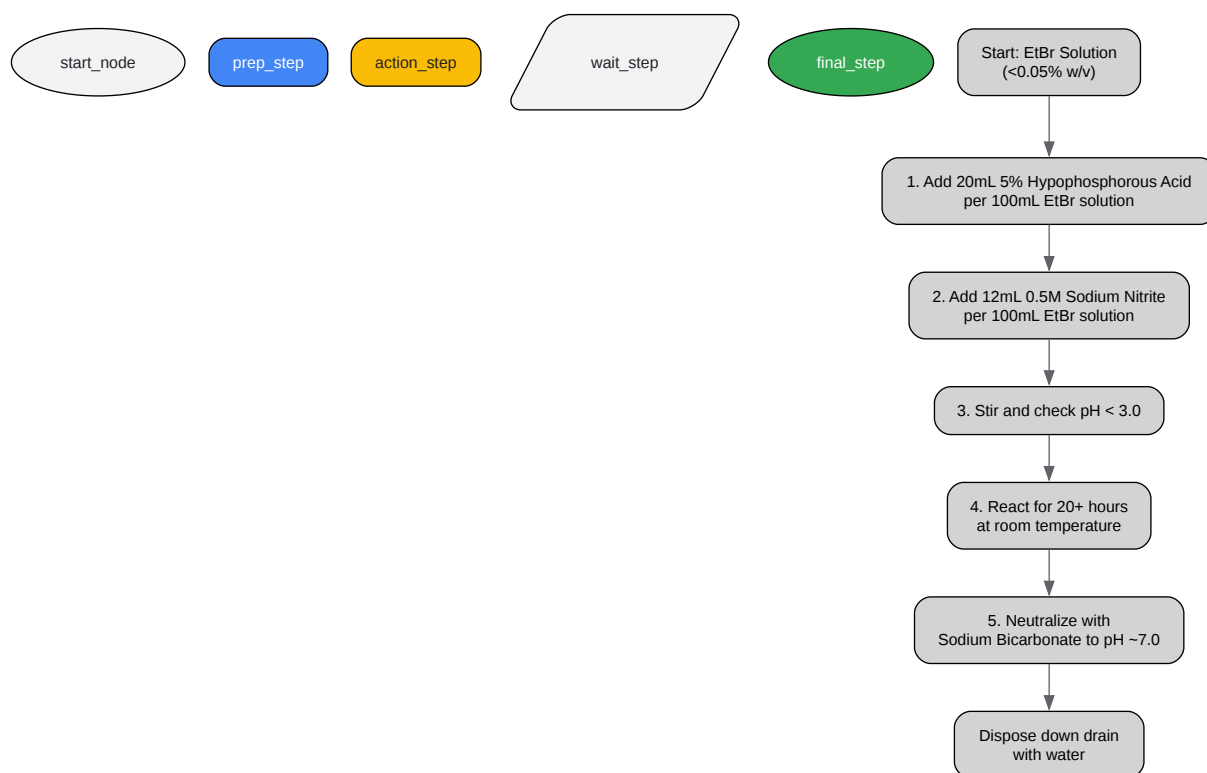 start_node
prep_step
action_step
wait_step
final_step
Start: EtBr Solution
(<0.05% w/v)
1. Add 20mL 5% Hypophosphorous Acid
per 100mL EtBr solution
2. Add 12mL 0.5M Sodium Nitrite
per 100mL EtBr solution
3. Stir and check pH < 3.0
4. React for 20+ hours
at room temperature
5. Neutralize with
Sodium Bicarbonate to pH ~7.0
Dispose down drain
with water